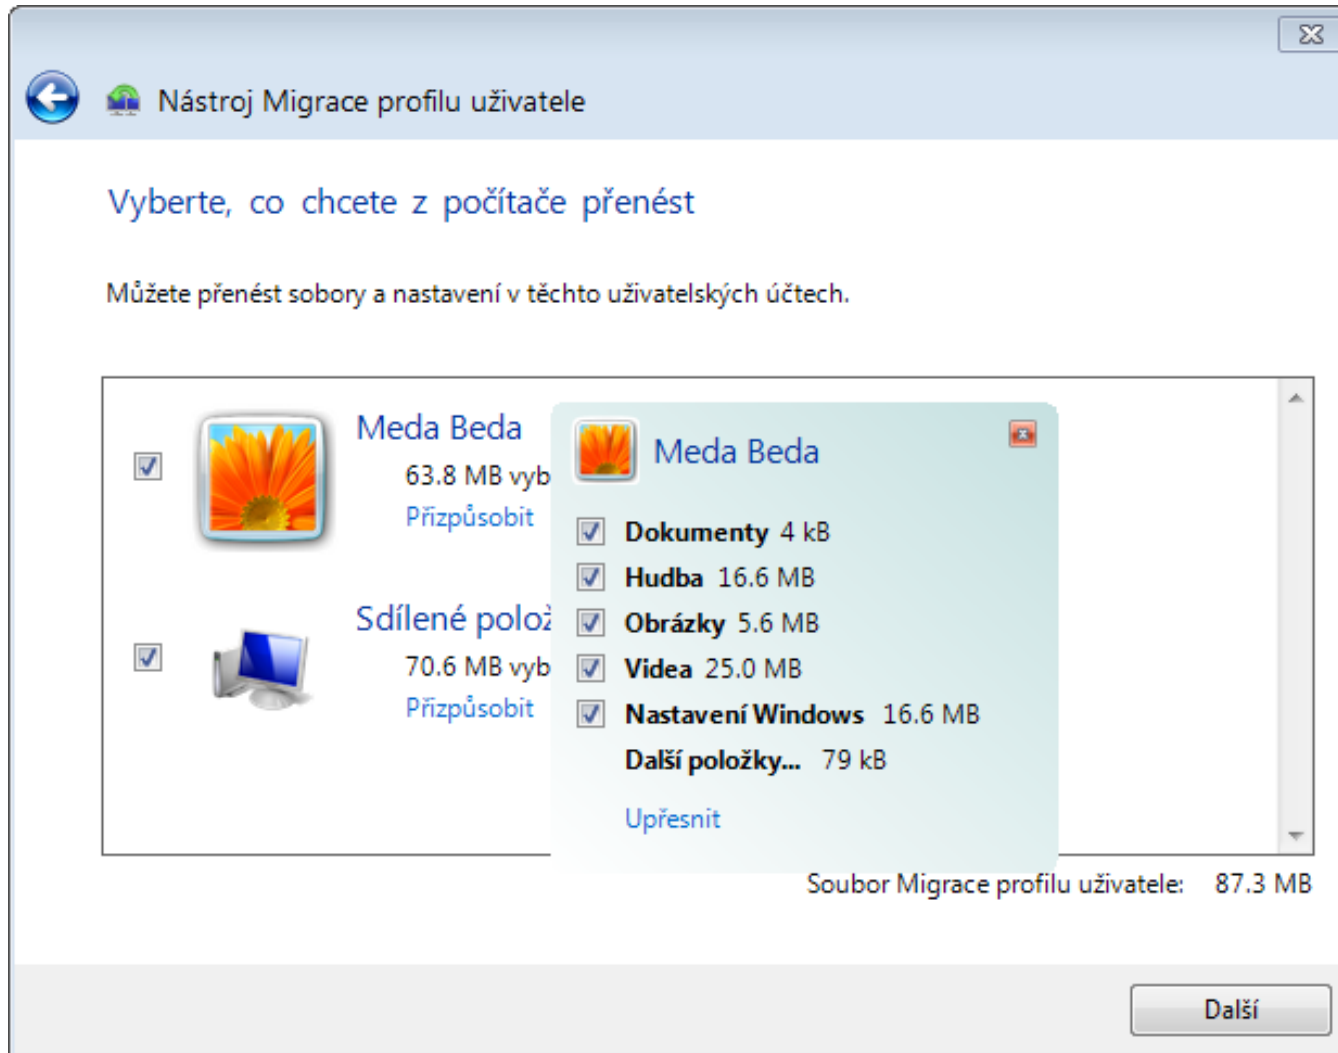 Nástroj Migrace profilu uživatele
Vyberte, co chcete z počítače přenést
Můžete přenést sobory a nastavení v těchto uživatelských účtech.
Meda Beda
63.8 MB
Přizpůsobit
Sdílené
70.6 MB
Přizpůsobit
Meda Beda
Dokumenty 4 kB
Hudba 16.6 MB
Obrázky 5.6 MB
Videa 25.0 MB
Nastavení Windows 16.6 MB
Další položky... 79 kB
Upřesnit
Soubor Migrace profilu uživatele: 87.3 MB
Další